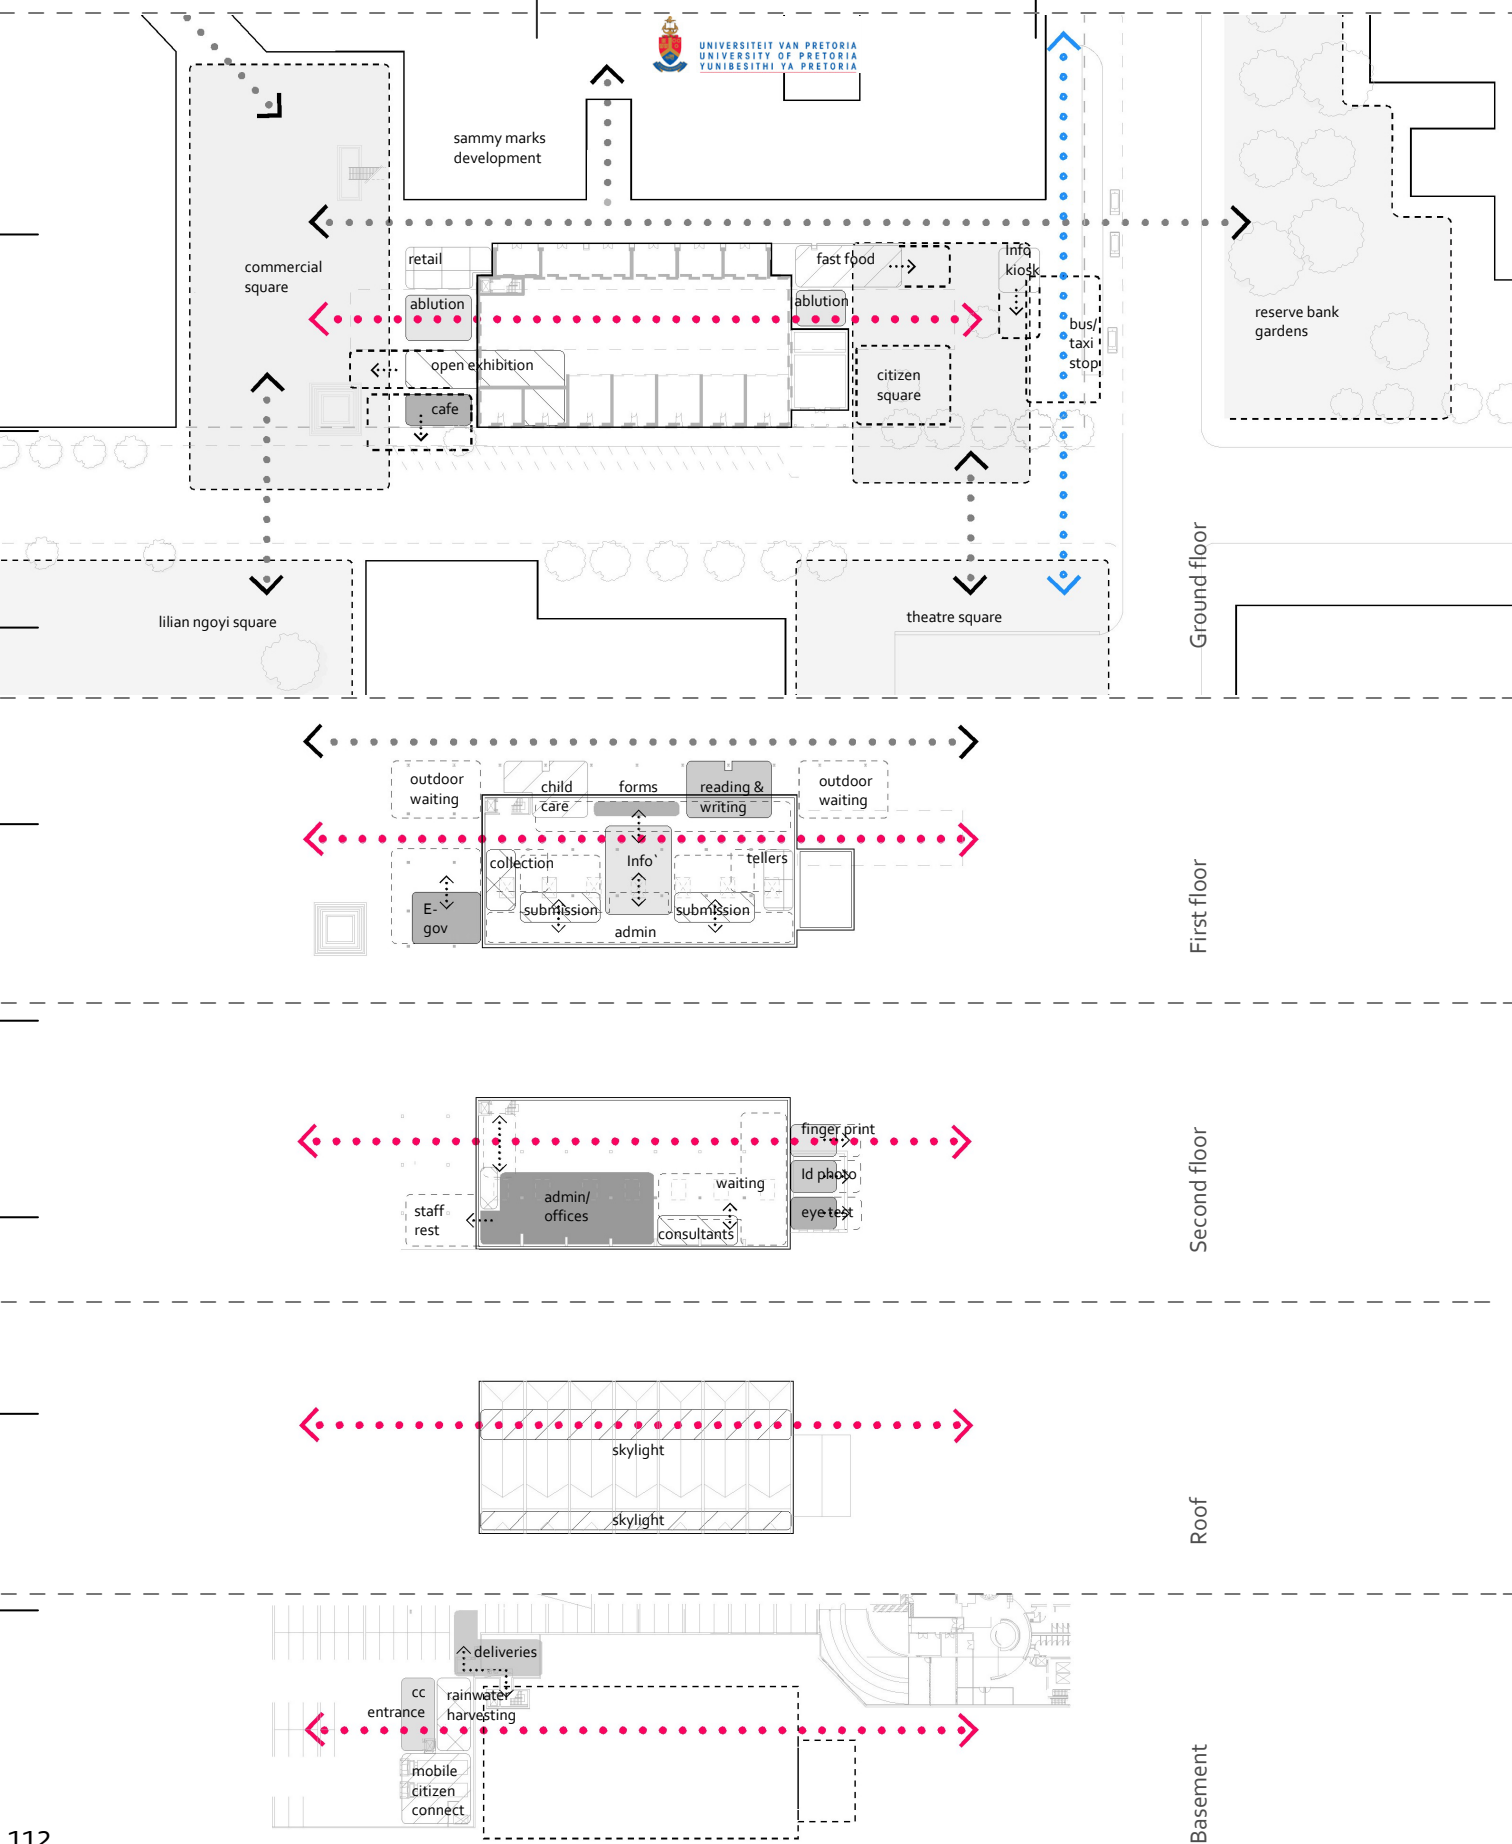 UNIVERSITEIT VAN PRETORIA
UNIVERSITY OF PRETORIA
YUNIBESITHI YA PRETORIA
sammy marks
development
commercial
square
retail
ablution
open exhibition
cafe
fast food
ablution
citizen
square
Info
kiosk
bus/
taxi
stop
reserve bank
gardens
lilian ngoyi square
theatre square
Ground floor
outdoor
waiting
child
care
forms
reading &
writing
outdoor
waiting
collection
Info`
tellers
E-
gov
submission
submission
admin
First floor
finger print
Id photo
eye test
waiting
admin/
offices
staff
rest
consultants
Second floor
skylight
skylight
Roof
deliveries
cc
entrance
rainwater
harvesting
mobile
citizen
connect
Basement
112